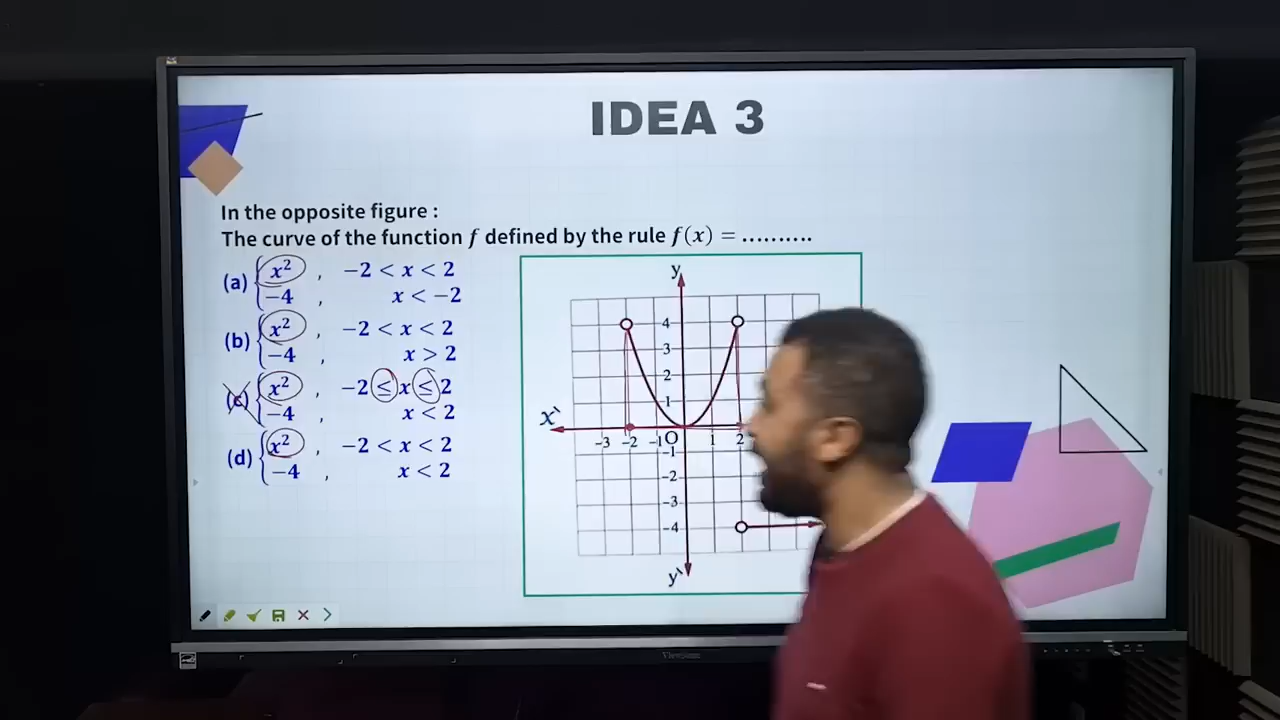 IDEA 3
In the opposite figure :
The curve of the function f defined by the rule f(x) = ..........
(a) { x² , −2 < x < 2
−4 , x < −2
(b) { x² , −2 < x < 2
−4 , x > 2
(c) { x² , −2 ≤ x ≤ 2
−4 , x < 2
(d) { x² , −2 < x < 2
−4 , x < 2
y
4
3
2
1
x`
-3 -2 -1 O 1 2
-1
-2
-3
-4
y`
ViewSonic